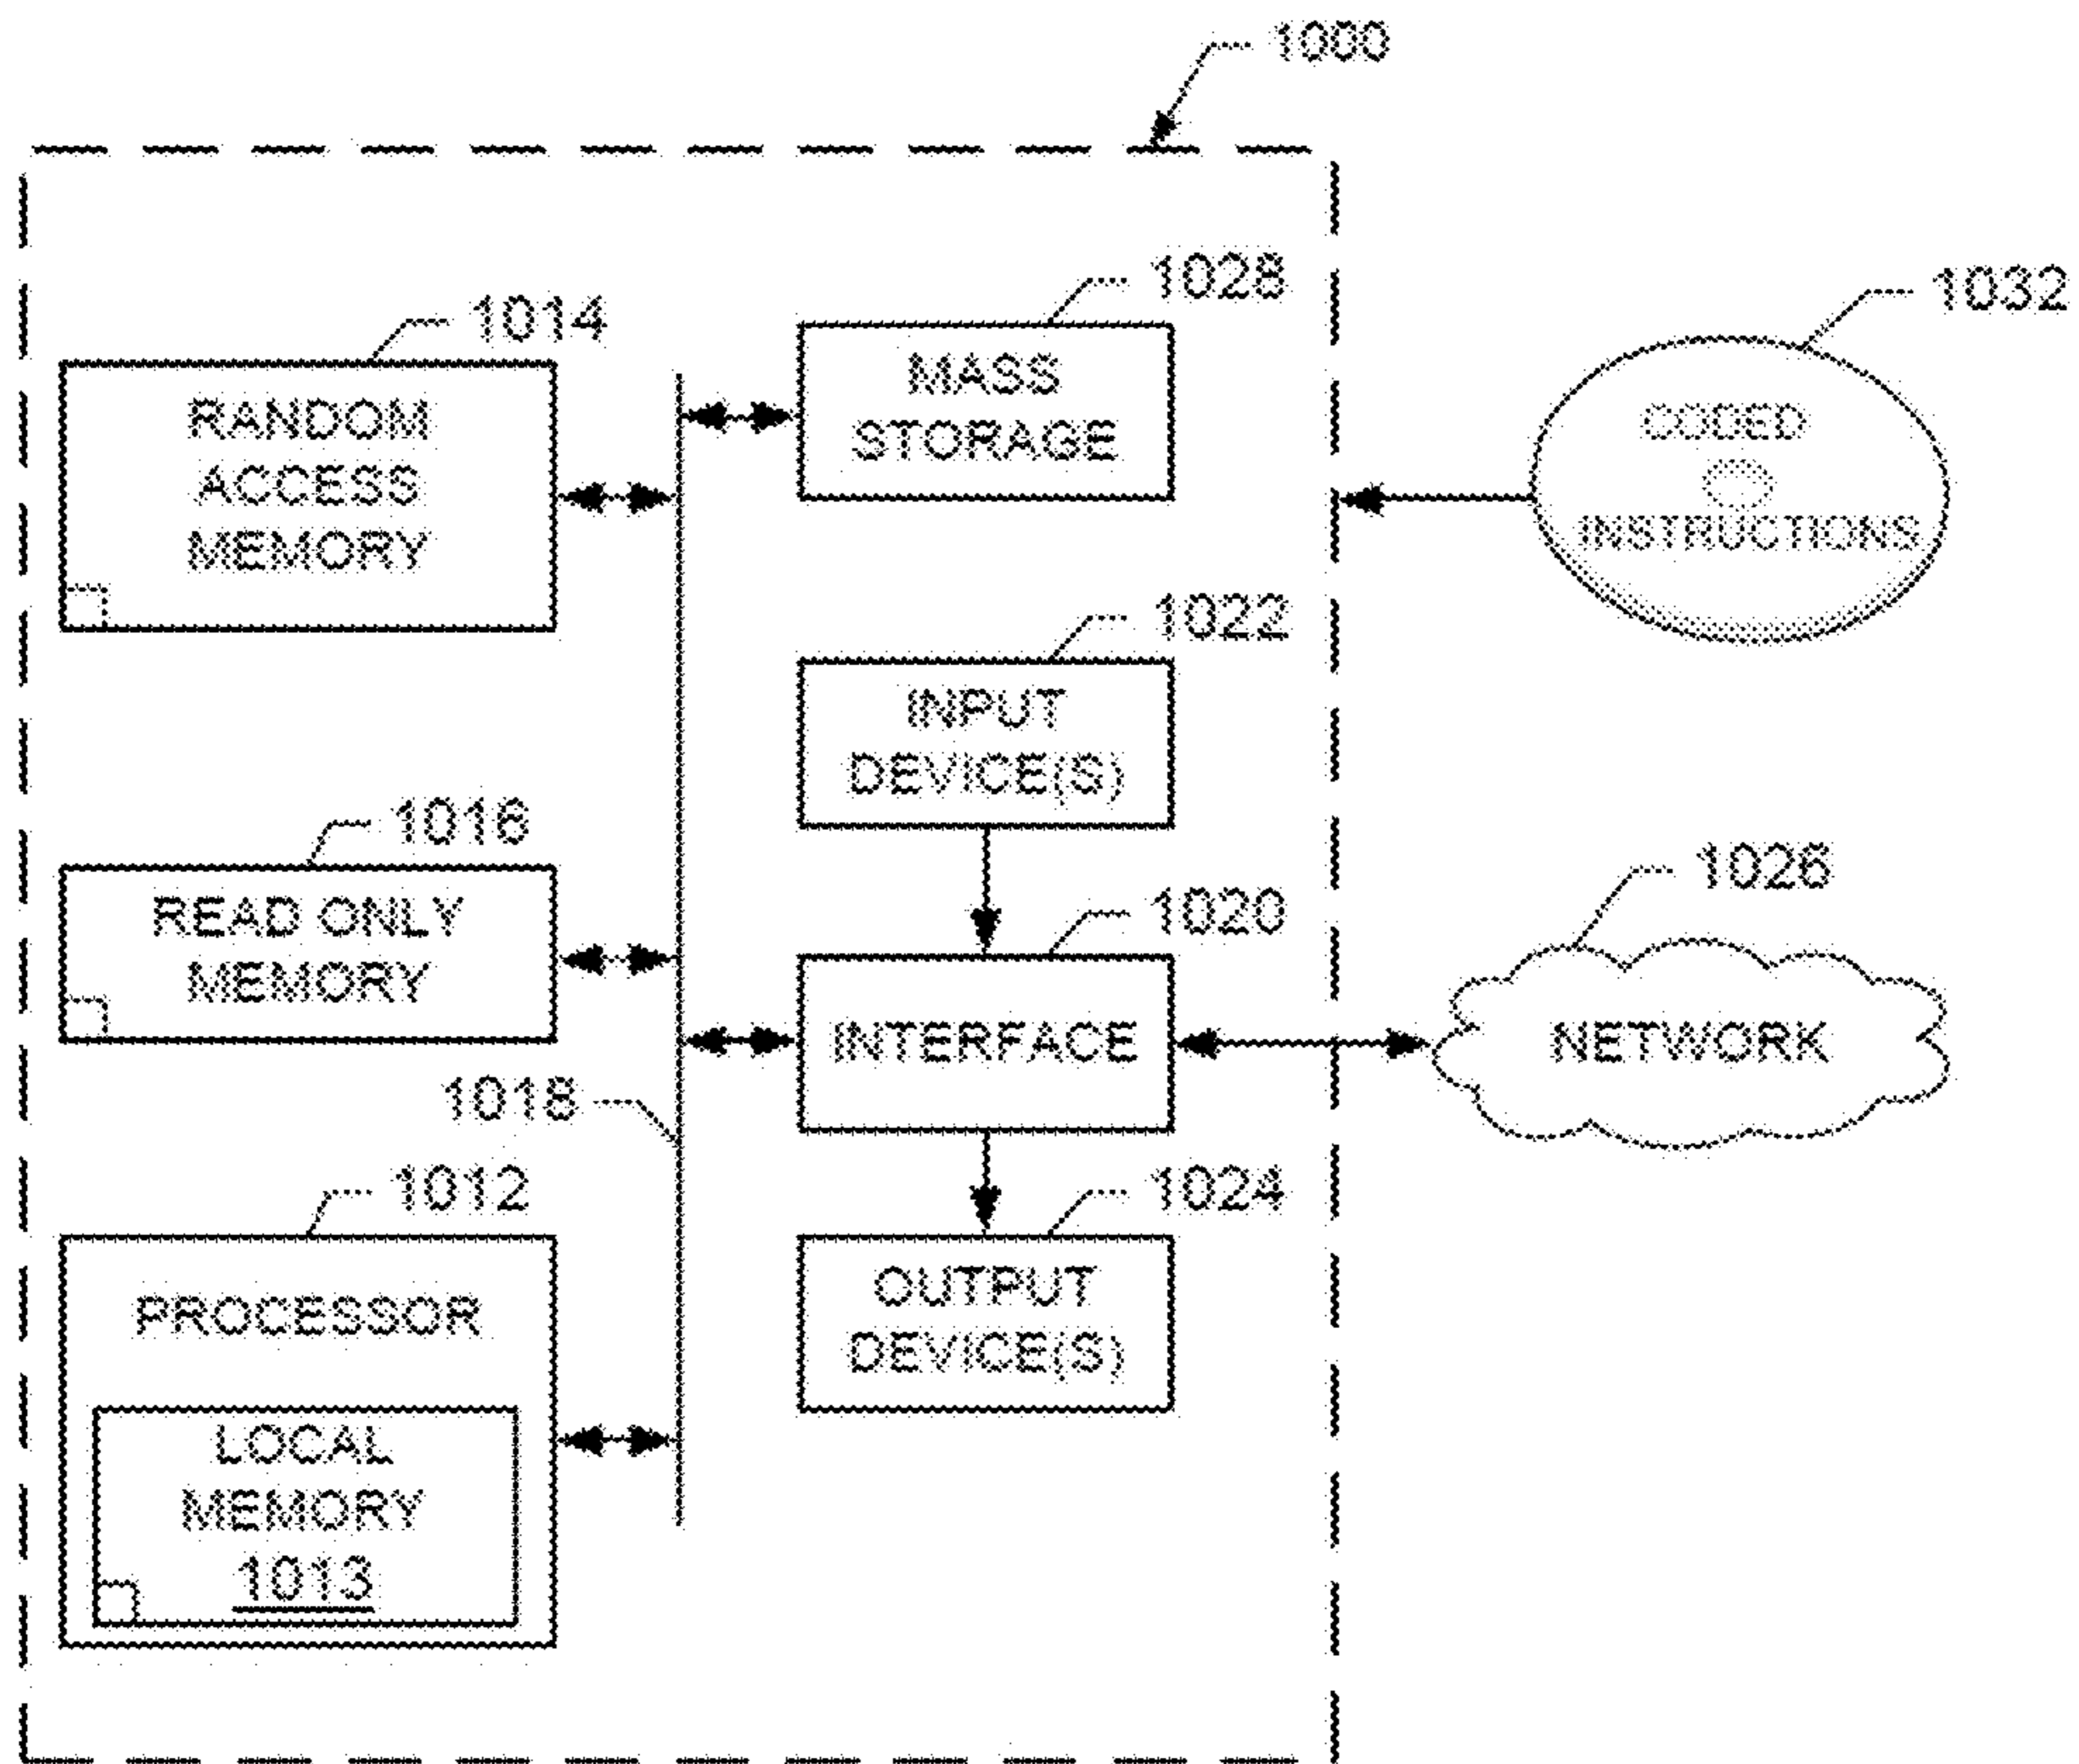 1000
1014
RANDOM
ACCESS
MEMORY
1028
MASS
STORAGE
1032
CODED
INSTRUCTIONS
1022
INPUT
DEVICE(S)
1016
READ ONLY
MEMORY
1020
INTERFACE
1026
NETWORK
1018
1012
PROCESSOR
LOCAL
MEMORY
1013
1024
OUTPUT
DEVICE(S)